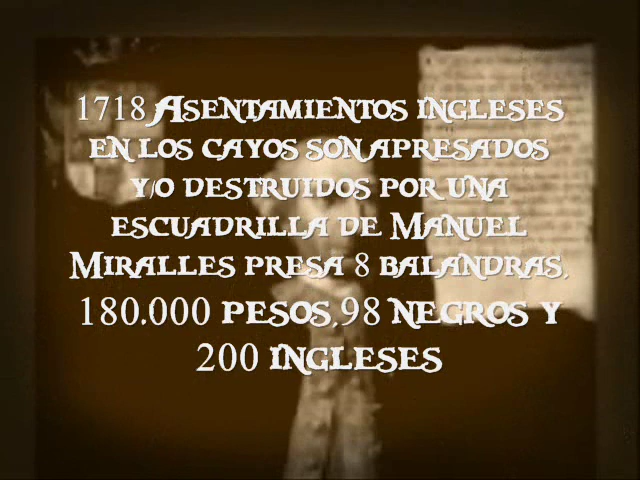 1718 Asentamientos ingleses
en los cayos son apresados
y/o destruidos por una
escuadrilla de Manuel
Miralles presa 8 balandras,
180.000 pesos,98 negros y
200 ingleses